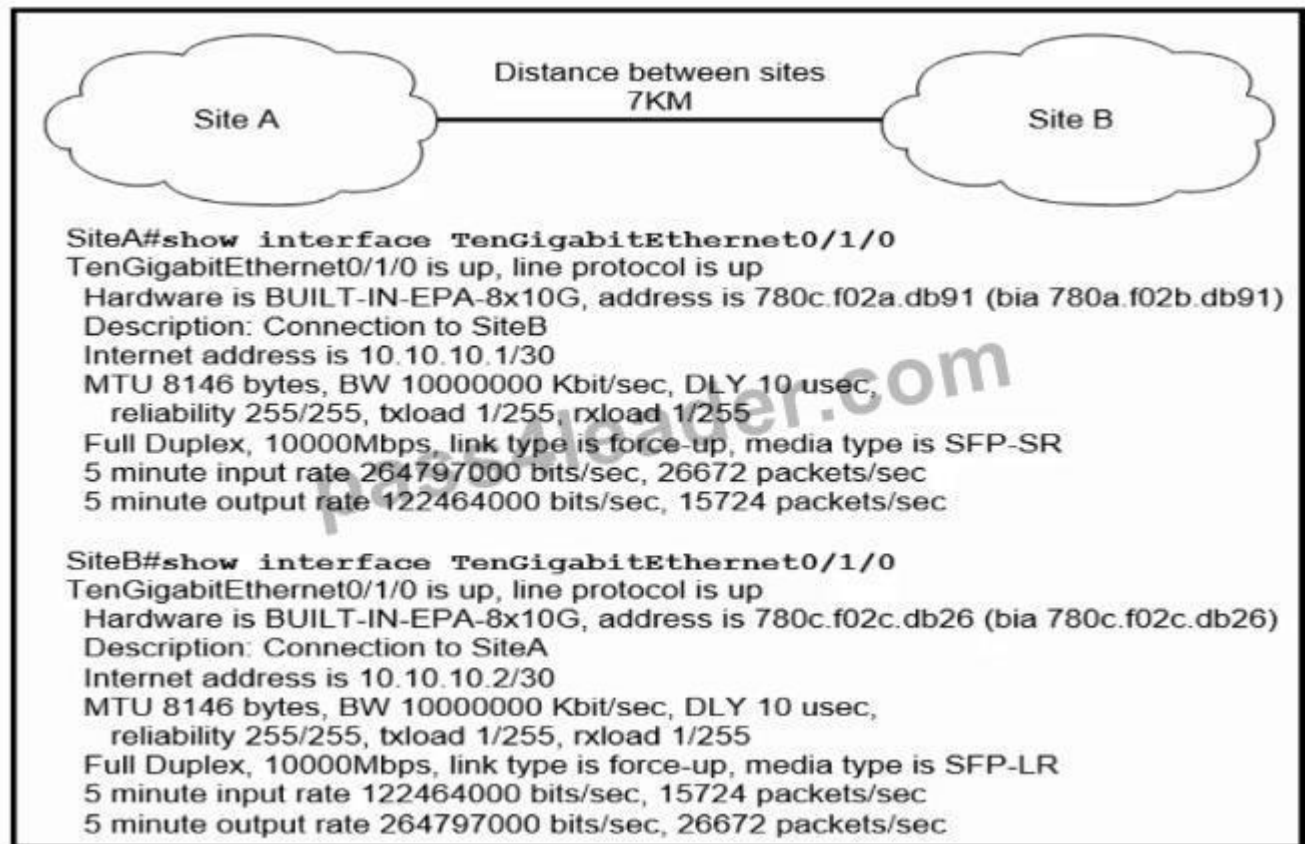 Distance between sites
7KM
Site A
Site B
SiteA#show interface TenGigabitEthernet0/1/0
TenGigabitEthernet0/1/0 is up, line protocol is up
Hardware is BUILT-IN-EPA-8x10G, address is 780c.f02a.db91 (bia 780a.f02b.db91)
Description: Connection to SiteB
Internet address is 10.10.10.1/30
MTU 8146 bytes, BW 10000000 Kbit/sec, DLY 10 usec,
reliability 255/255, txload 1/255, rxload 1/255
Full Duplex, 10000Mbps, link type is force-up, media type is SFP-SR
5 minute input rate 264797000 bits/sec, 26672 packets/sec
5 minute output rate 122464000 bits/sec, 15724 packets/sec
SiteB#show interface TenGigabitEthernet0/1/0
TenGigabitEthernet0/1/0 is up, line protocol is up
Hardware is BUILT-IN-EPA-8x10G, address is 780c.f02c.db26 (bia 780c.f02c.db26)
Description: Connection to SiteA
Internet address is 10.10.10.2/30
MTU 8146 bytes, BW 10000000 Kbit/sec, DLY 10 usec,
reliability 255/255, txload 1/255, rxload 1/255
Full Duplex, 10000Mbps, link type is force-up, media type is SFP-LR
5 minute input rate 122464000 bits/sec, 15724 packets/sec
5 minute output rate 264797000 bits/sec, 26672 packets/sec
pass4leader.com